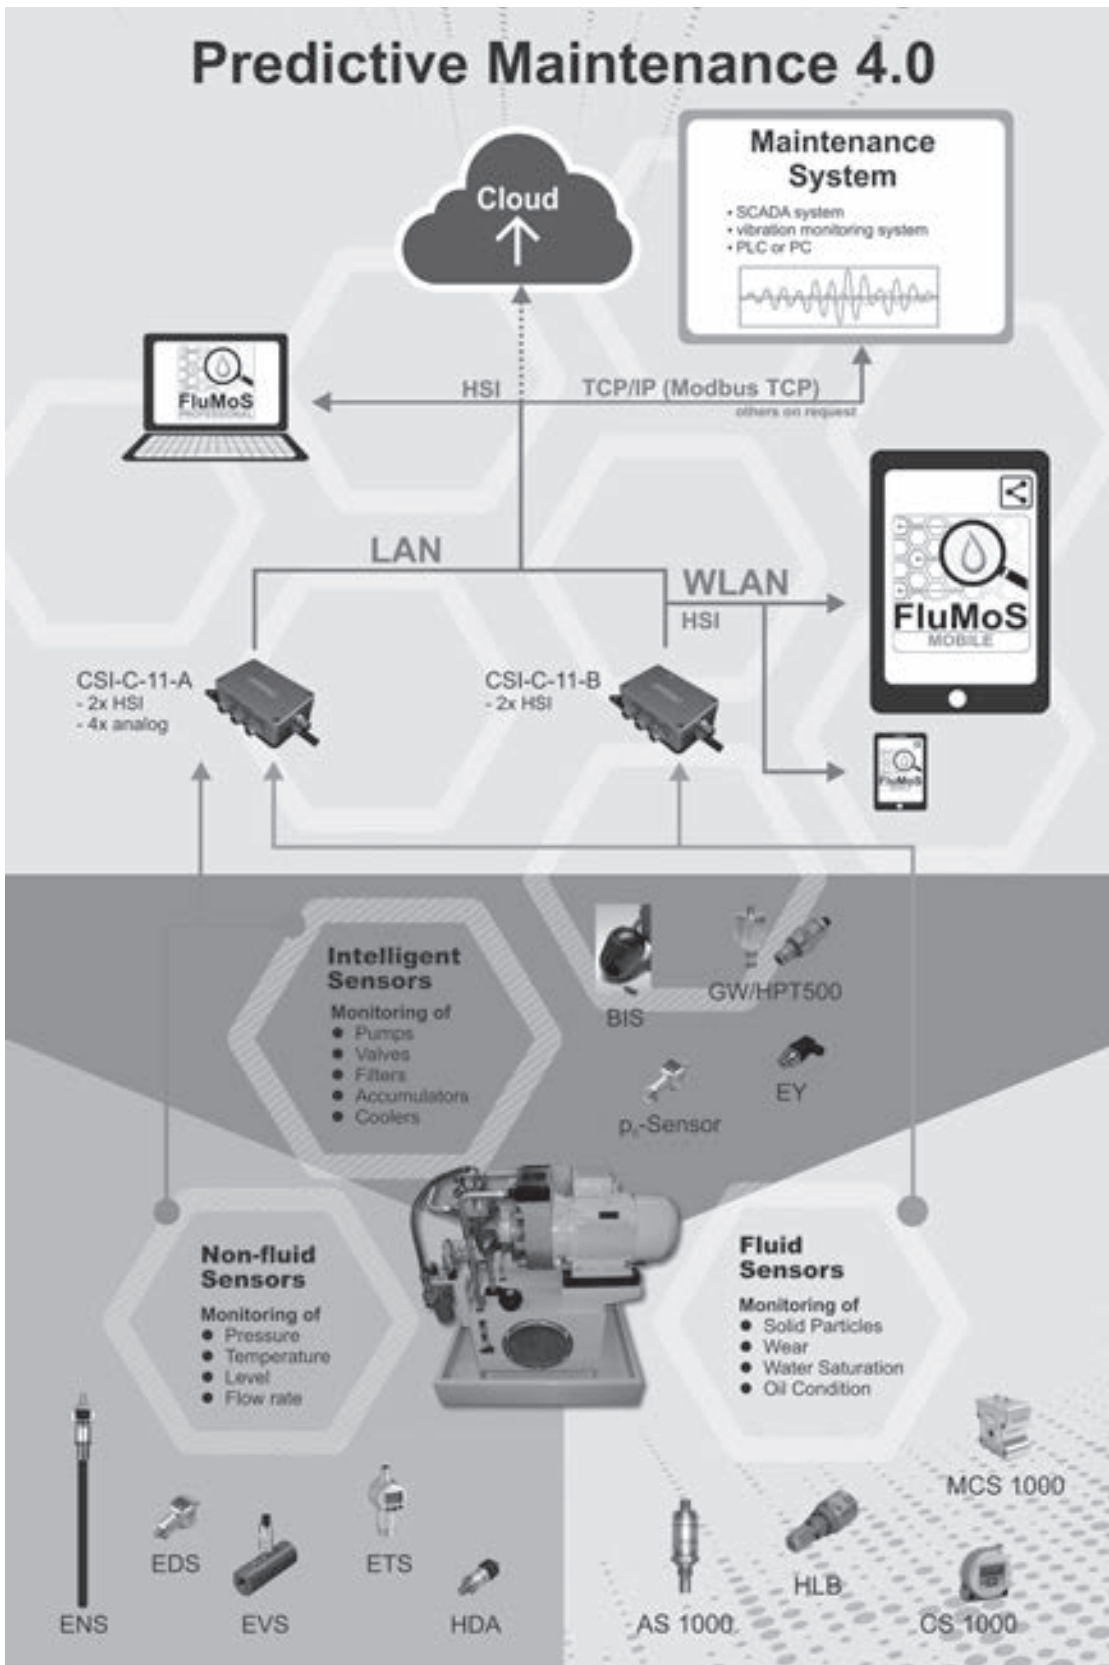 Predictive Maintenance 4.0
Cloud
Maintenance
System
• SCADA system
• vibration monitoring system
• PLC or PC
FluMoS
PROFESSIONAL
HSI
TCP/IP (Modbus TCP)
others on request
LAN
WLAN
HSI
FluMoS
MOBILE
CSI-C-11-A
- 2x HSI
- 4x analog
CSI-C-11-B
- 2x HSI
FluMoS
Intelligent
Sensors
Monitoring of
● Pumps
● Valves
● Filters
● Accumulators
● Coolers
BIS
GW/HPT500
p₀-Sensor
EY
Non-fluid
Sensors
Monitoring of
● Pressure
● Temperature
● Level
● Flow rate
Fluid
Sensors
Monitoring of
● Solid Particles
● Wear
● Water Saturation
● Oil Condition
ENS
EDS
EVS
ETS
HDA
AS 1000
HLB
MCS 1000
CS 1000